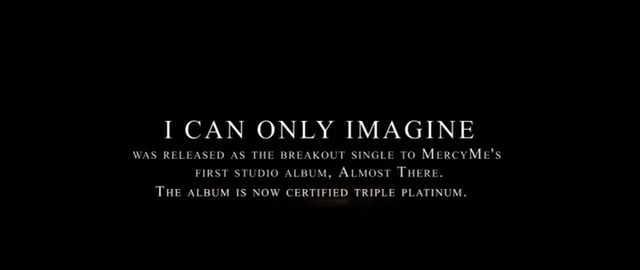 I CAN ONLY IMAGINE
WAS RELEASED AS THE BREAKOUT SINGLE TO MERCYME'S
FIRST STUDIO ALBUM, ALMOST THERE.
THE ALBUM IS NOW CERTIFIED TRIPLE PLATINUM.